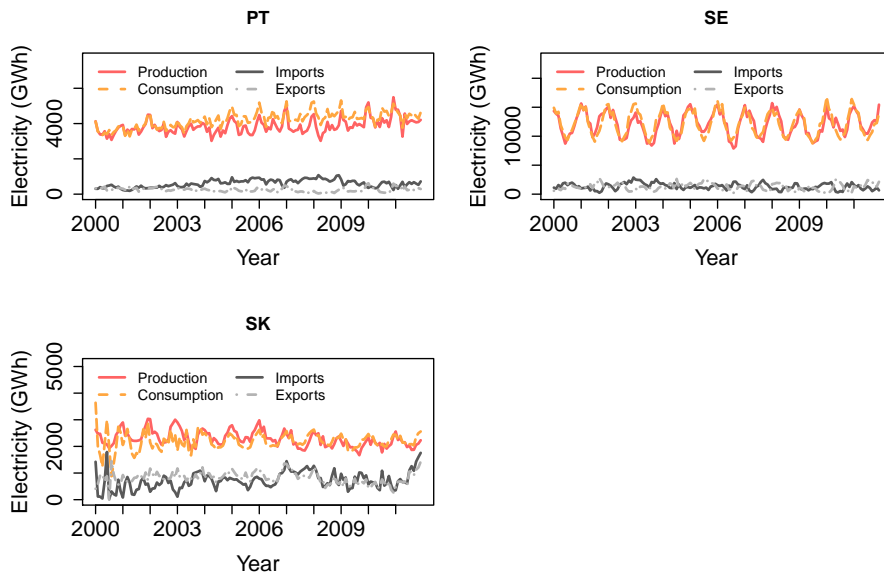 PT
Electricity (GWh)
0
4000
Production
Consumption
Imports
Exports
2000
2003
2006
2009
Year
SE
Electricity (GWh)
0
10000
Production
Consumption
Imports
Exports
2000
2003
2006
2009
Year
SK
Electricity (GWh)
0
2000
5000
Production
Consumption
Imports
Exports
2000
2003
2006
2009
Year